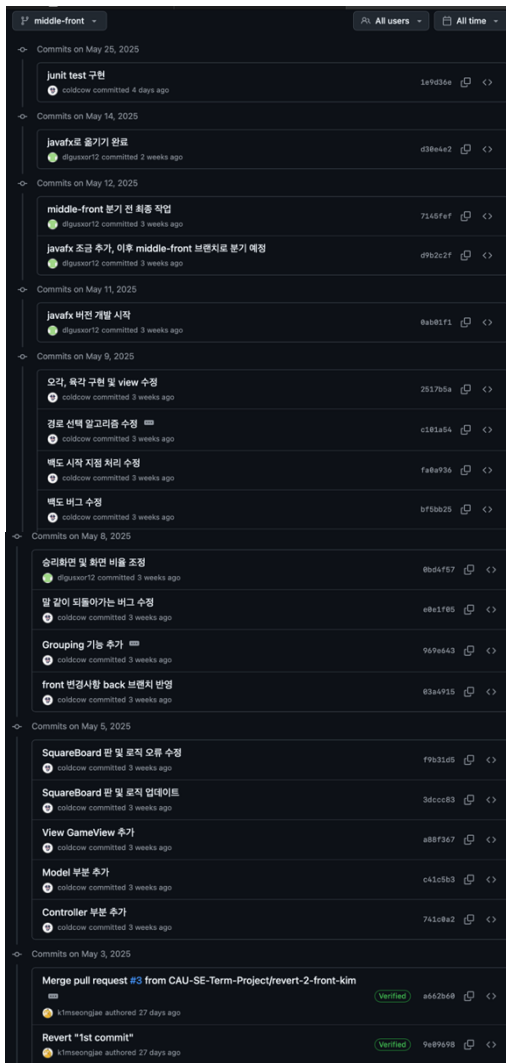 middle-front
All users
All time
Commits on May 25, 2025
junit test 구현
coldcow committed 4 days ago
1e9d36e
Commits on May 14, 2025
javafx로 옮기기 완료
dlgusxor12 committed 2 weeks ago
d30e4e2
Commits on May 12, 2025
middle-front 분기 전 최종 작업
dlgusxor12 committed 3 weeks ago
7145fef
javafx 조금 추가, 이후 middle-front 브랜치로 분기 예정
dlgusxor12 committed 3 weeks ago
d9b2c2f
Commits on May 11, 2025
javafx 버전 개발 시작
dlgusxor12 committed 3 weeks ago
0ab01f1
Commits on May 9, 2025
오각, 육각 구현 및 view 수정
coldcow committed 3 weeks ago
2517b5a
경로 선택 알고리즘 수정
coldcow committed 3 weeks ago
c101a54
백도 시작 지점 처리 수정
coldcow committed 3 weeks ago
fa0a936
백도 버그 수정
coldcow committed 3 weeks ago
bf5bb25
Commits on May 8, 2025
승리화면 및 화면 비율 조정
dlgusxor12 committed 3 weeks ago
0bd4f57
말 같이 되돌아가는 버그 수정
coldcow committed 3 weeks ago
e0e1f05
Grouping 기능 추가
coldcow committed 3 weeks ago
969e643
front 변경사항 back 브랜치 반영
coldcow committed 3 weeks ago
03a4915
Commits on May 5, 2025
SquareBoard 판 및 로직 오류 수정
coldcow committed 3 weeks ago
f9b31d5
SquareBoard 판 및 로직 업데이트
coldcow committed 3 weeks ago
3dccc83
View GameView 추가
coldcow committed 3 weeks ago
a88f367
Model 부분 추가
coldcow committed 3 weeks ago
c41c5b3
Controller 부분 추가
coldcow committed 3 weeks ago
741c0a2
Commits on May 3, 2025
Merge pull request #3 from CAU-SE-Term-Project/revert-2-front-kim
k1mseongjae authored 27 days ago
Verified
a662b60
Revert "1st commit"
k1mseongjae authored 27 days ago
Verified
9e09698